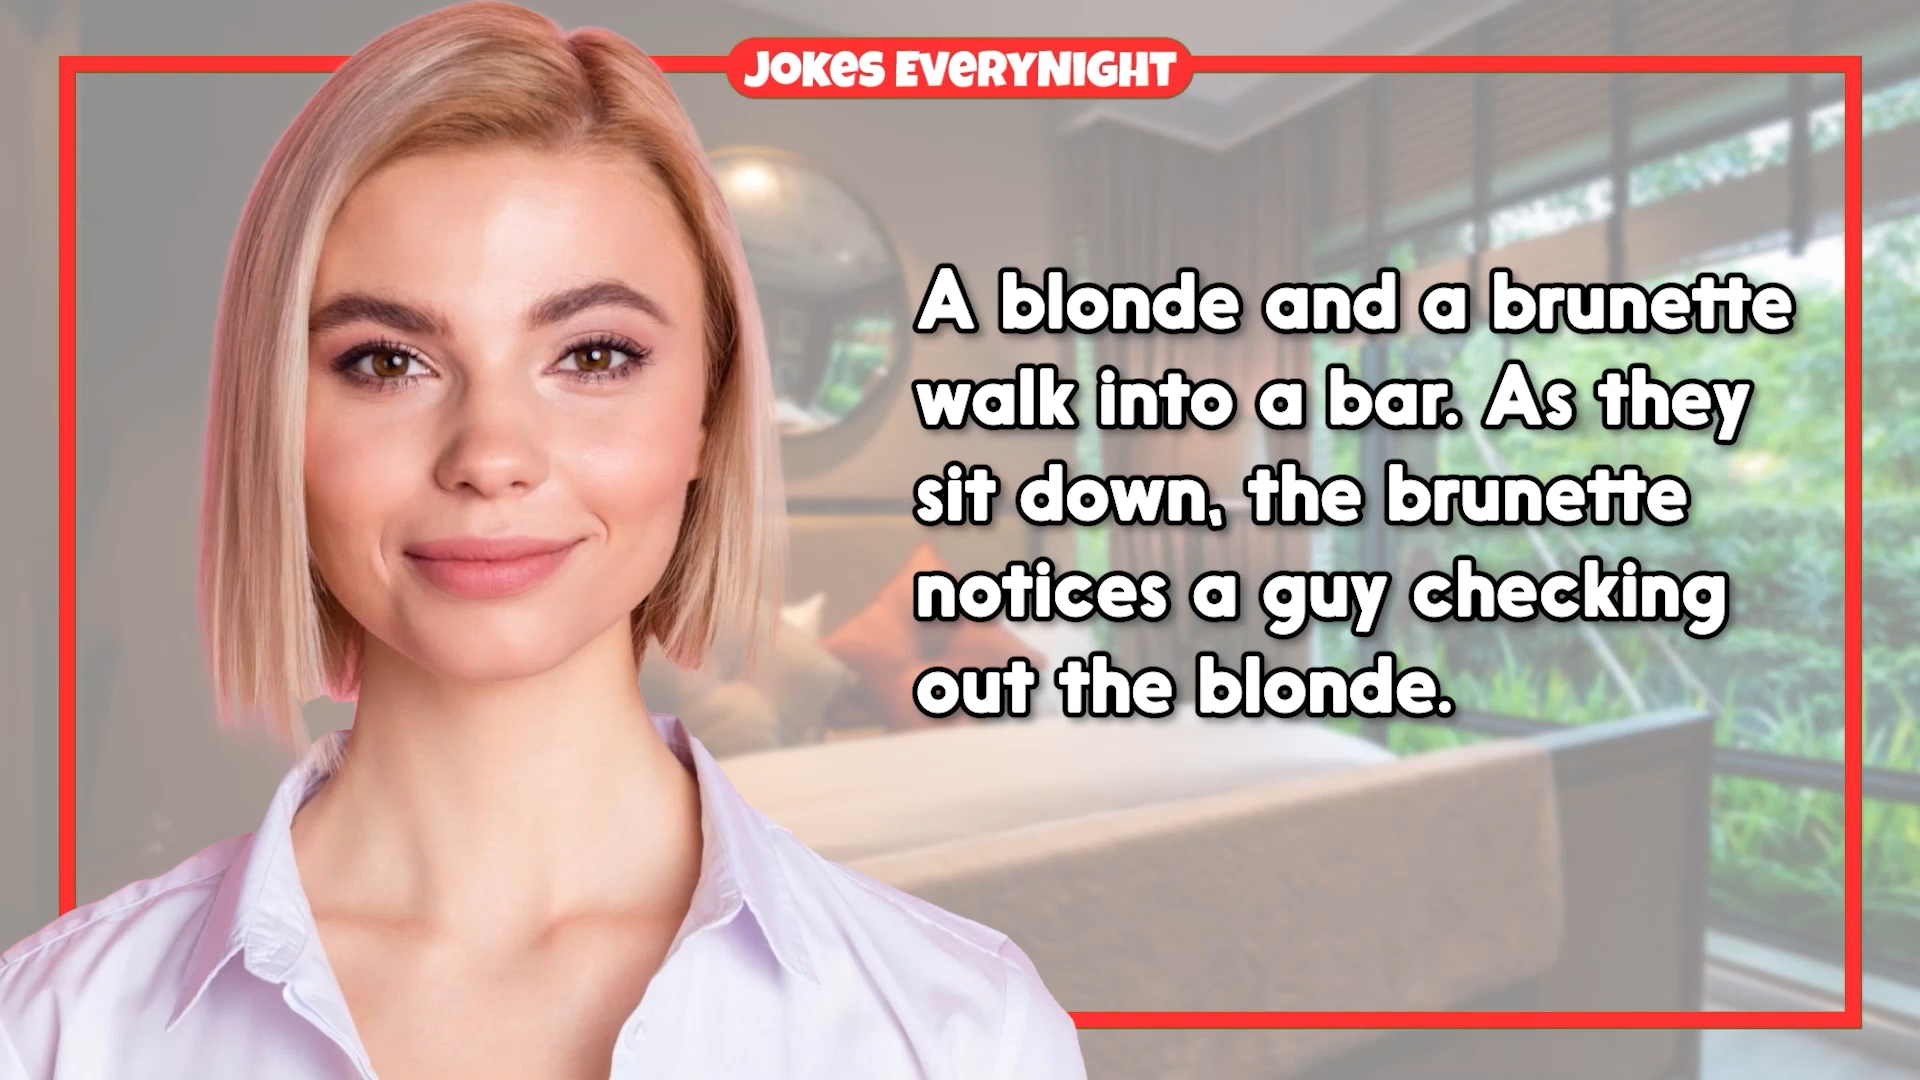 JOKES EVERYNIGHT
A blonde and a brunette
walk into a bar. As they
sit down, the brunette
notices a guy checking
out the blonde.